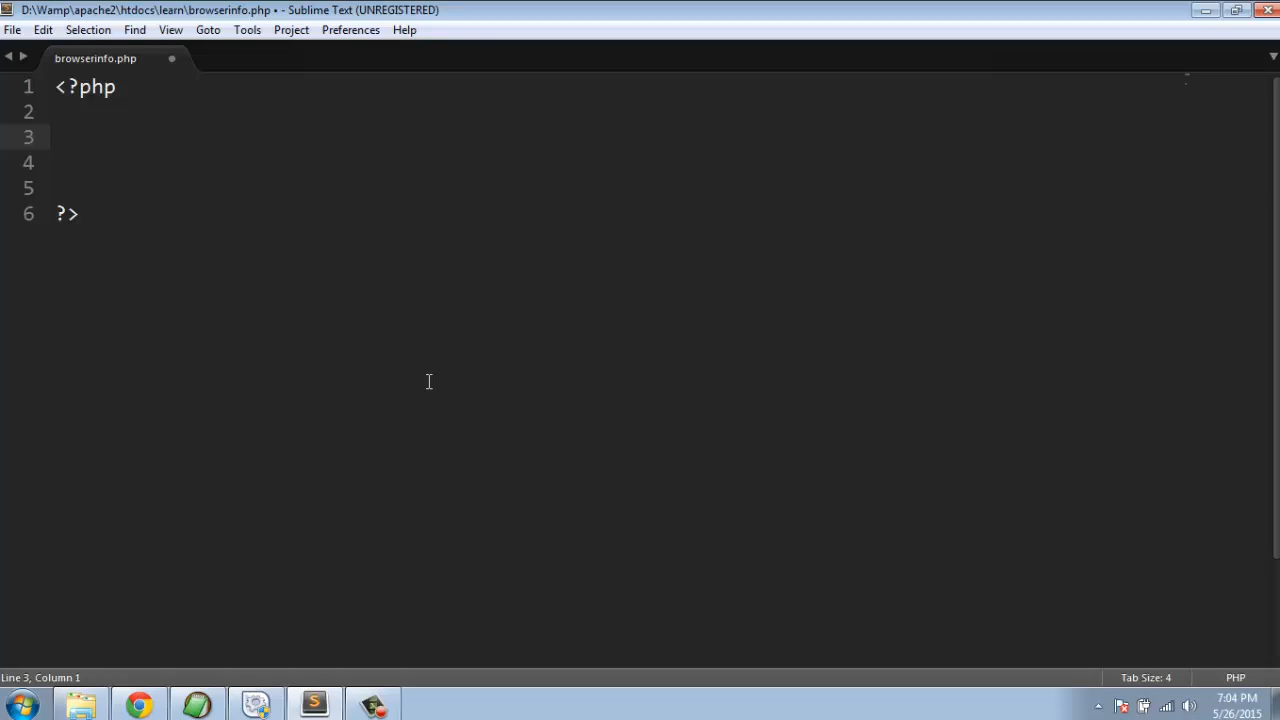 D:\Wamp\apache2\htdocs\learn\browserinfo.php • - Sublime Text (UNREGISTERED)
File Edit Selection Find View Goto Tools Project Preferences Help
browserinfo.php
1 <?php
2
3
4
5
6 ?>
Line 3, Column 1 Tab Size: 4 PHP
7:04 PM
5/26/2015